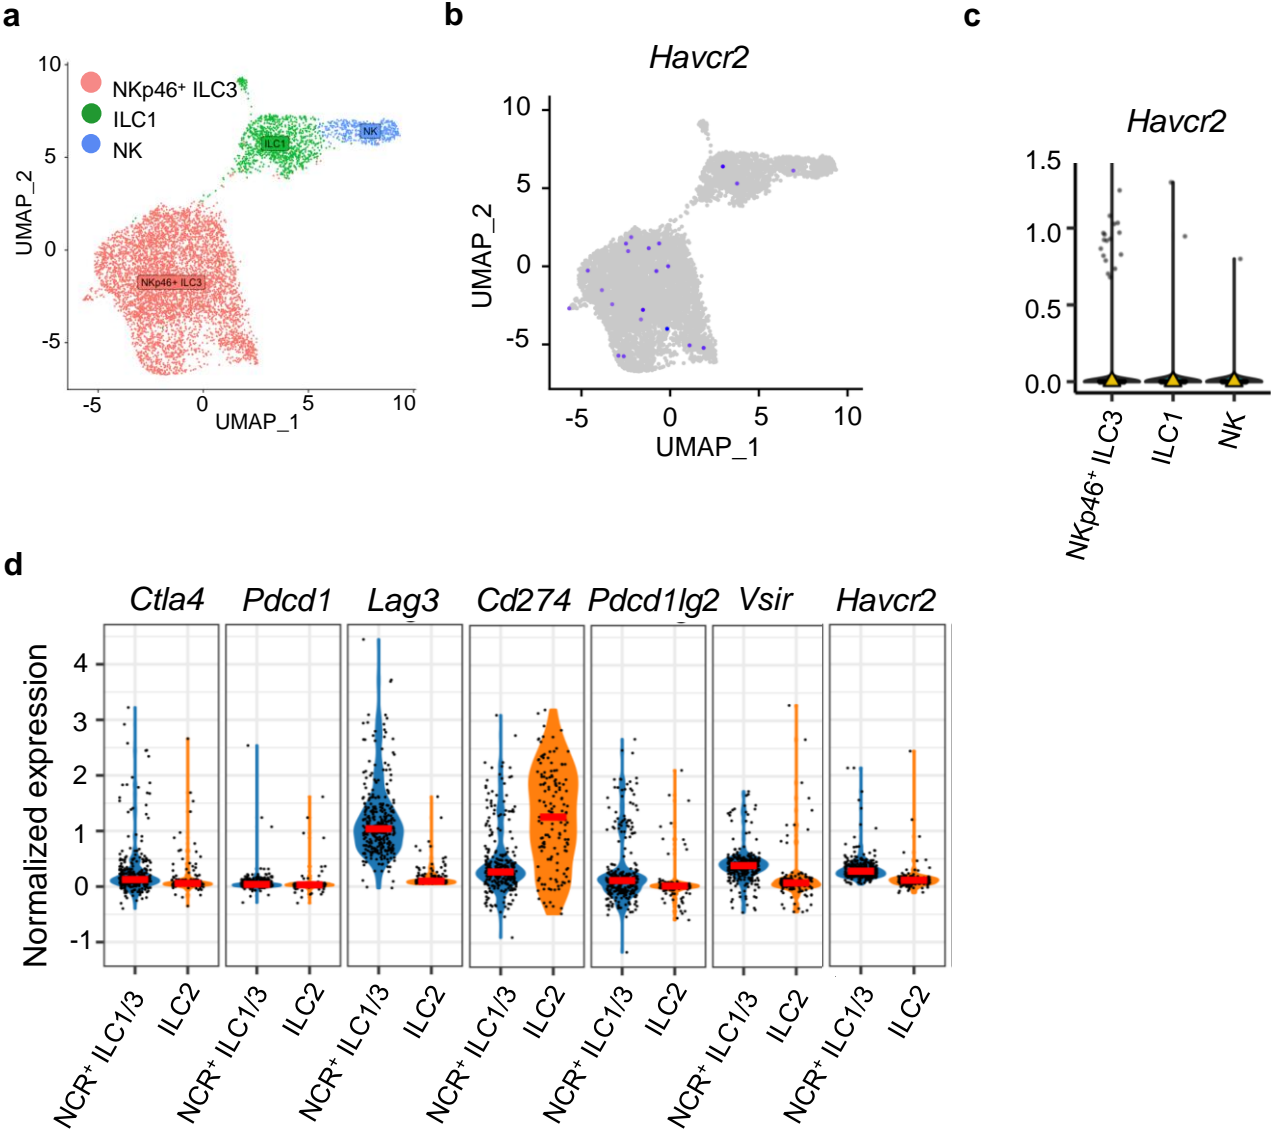 a
10
5
0
-5
UMAP_2
NKp46⁺ ILC3
ILC1
NK
ILC1
NK
NKp46+ ILC3
-5
0
5
10
UMAP_1
b
Havcr2
10
5
0
-5
UMAP_2
-5
0
5
10
UMAP_1
c
Havcr2
1.5
1.0
0.5
0.0
NKp46⁺ ILC3
ILC1
NK
d
Ctla4
Pdcd1
Lag3
Cd274
Pdcd1lg2
Vsir
Havcr2
Normalized expression
4
3
2
1
0
-1
NCR⁺ ILC1/3
ILC2
NCR⁺ ILC1/3
ILC2
NCR⁺ ILC1/3
ILC2
NCR⁺ ILC1/3
ILC2
NCR⁺ ILC1/3
ILC2
NCR⁺ ILC1/3
ILC2
NCR⁺ ILC1/3
ILC2